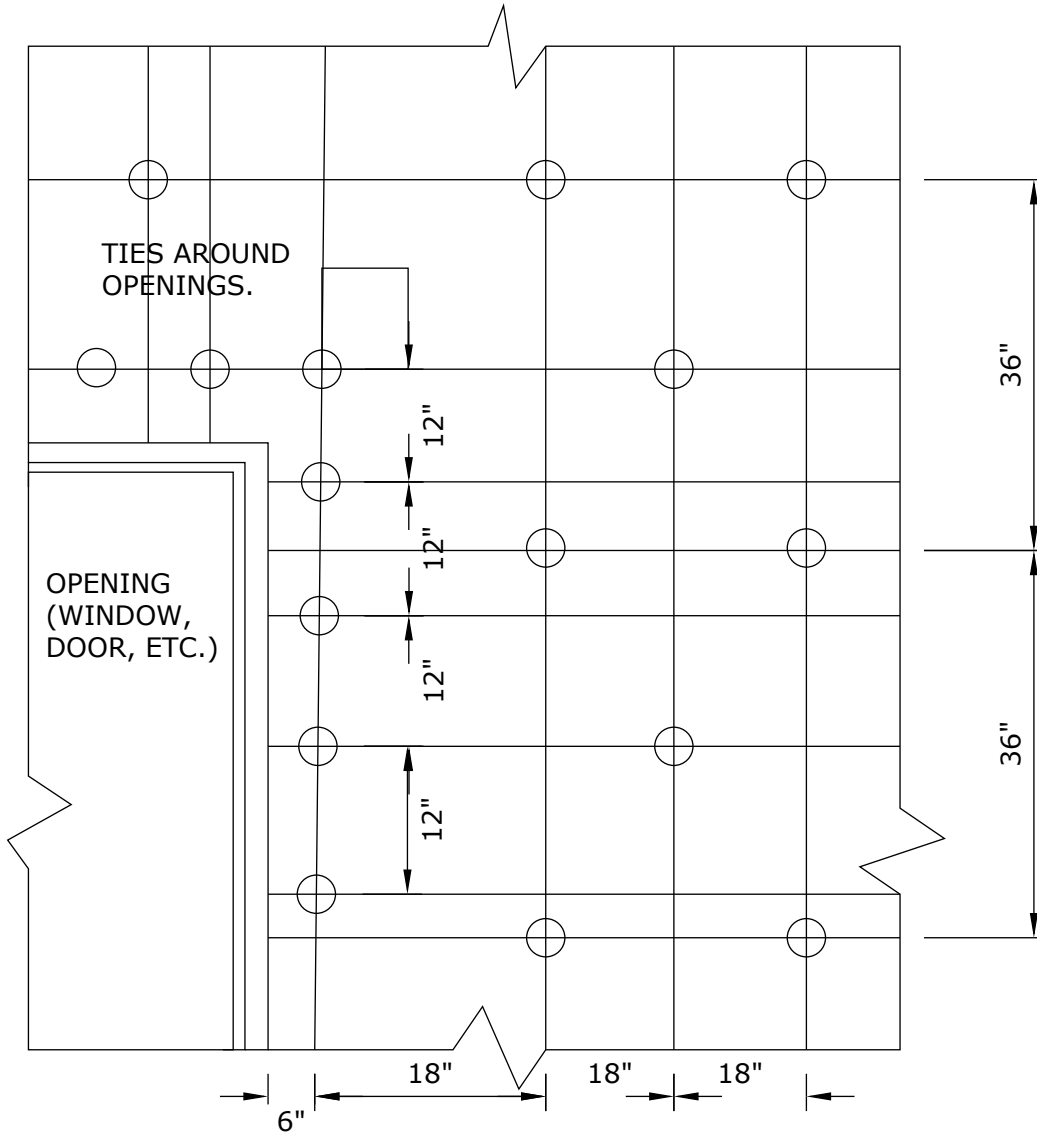 TIES AROUND
OPENINGS.
36"
12"
12"
OPENING
(WINDOW,
DOOR, ETC.)
12"
36"
12"
18"
18"
18"
6"